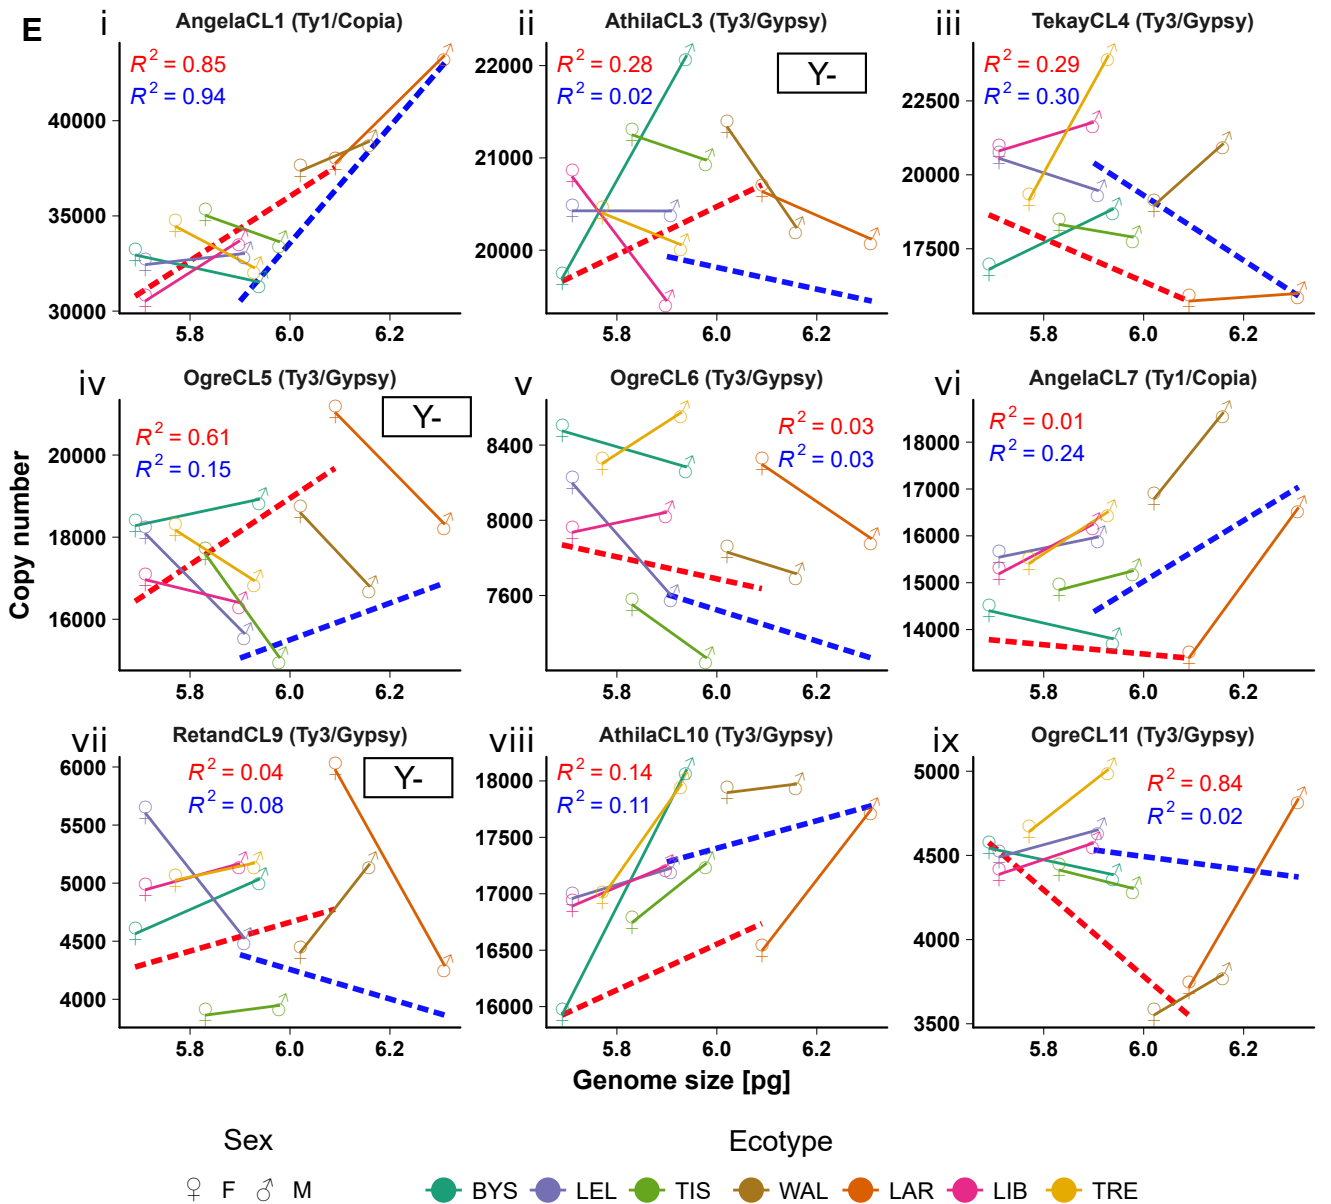 E
i
AngelaCL1 (Ty1/Copia)
R² = 0.85
R² = 0.94
40000
35000
30000
5.8 6.0 6.2
ii
AthilaCL3 (Ty3/Gypsy)
R² = 0.28
R² = 0.02
Y-
22000
21000
20000
5.8 6.0 6.2
iii
TekayCL4 (Ty3/Gypsy)
R² = 0.29
R² = 0.30
22500
20000
17500
5.8 6.0 6.2
iv
OgreCL5 (Ty3/Gypsy)
R² = 0.61
R² = 0.15
Y-
20000
18000
16000
5.8 6.0 6.2
v
OgreCL6 (Ty3/Gypsy)
R² = 0.03
R² = 0.03
8400
8000
7600
5.8 6.0 6.2
vi
AngelaCL7 (Ty1/Copia)
R² = 0.01
R² = 0.24
18000
17000
16000
15000
14000
5.8 6.0 6.2
vii
RetandCL9 (Ty3/Gypsy)
R² = 0.04
R² = 0.08
Y-
6000
5500
5000
4500
4000
5.8 6.0 6.2
viii
AthilaCL10 (Ty3/Gypsy)
R² = 0.14
R² = 0.11
18000
17500
17000
16500
16000
5.8 6.0 6.2
ix
OgreCL11 (Ty3/Gypsy)
R² = 0.84
R² = 0.02
5000
4500
4000
3500
5.8 6.0 6.2
Copy number
Genome size [pg]
Sex
♀ F ♂ M
Ecotype
BYS LEL TIS WAL LAR LIB TRE